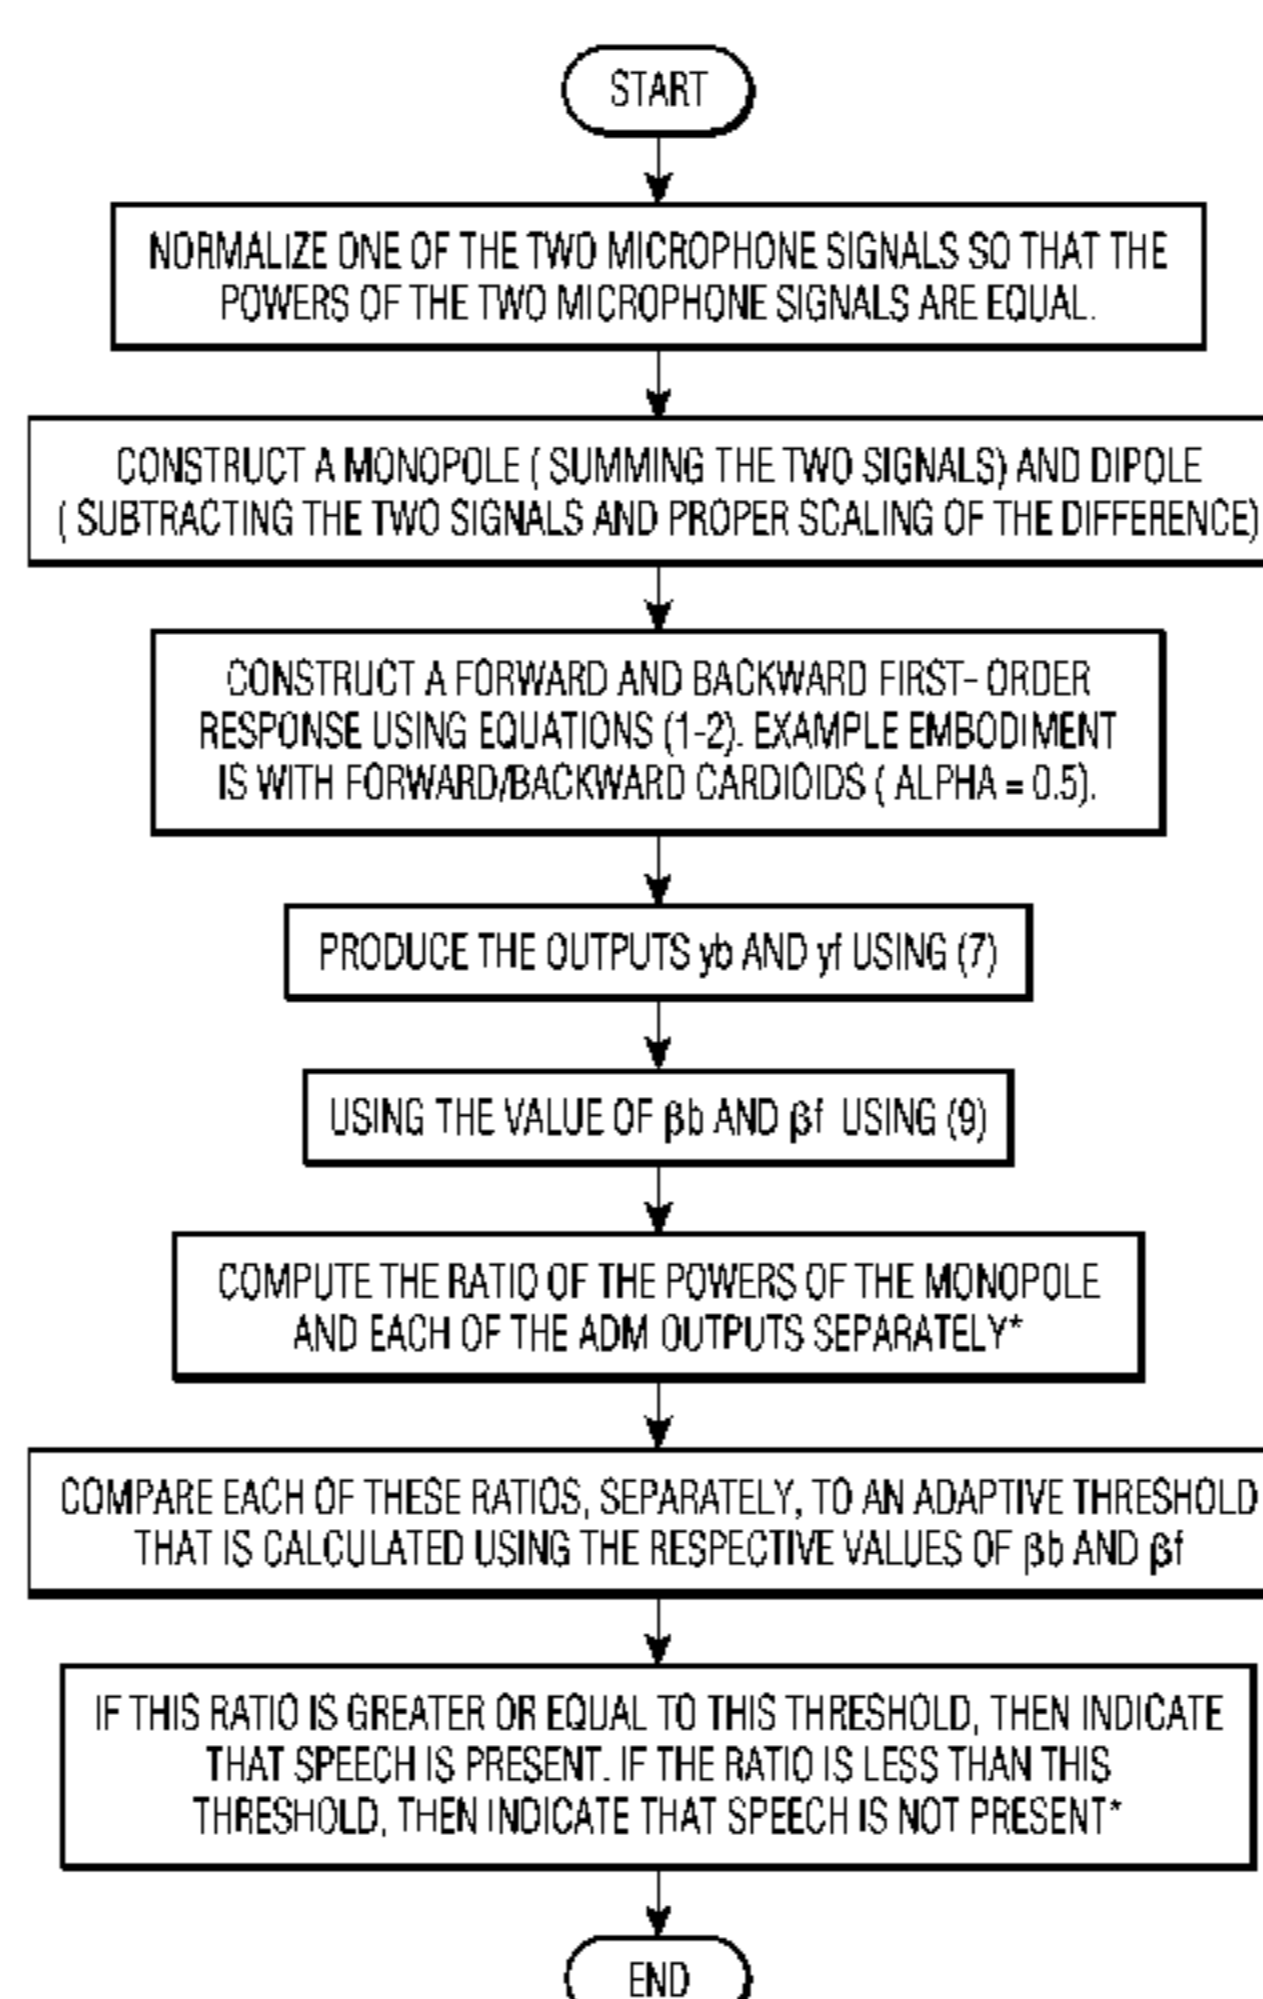 START
NORMALIZE ONE OF THE TWO MICROPHONE SIGNALS SO THAT THE
POWERS OF THE TWO MICROPHONE SIGNALS ARE EQUAL.
CONSTRUCT A MONOPOLE ( SUMMING THE TWO SIGNALS) AND DIPOLE
( SUBTRACTING THE TWO SIGNALS AND PROPER SCALING OF THE DIFFERENCE)
CONSTRUCT A FORWARD AND BACKWARD FIRST- ORDER
RESPONSE USING EQUATIONS (1-2). EXAMPLE EMBODIMENT
IS WITH FORWARD/BACKWARD CARDIOIDS ( ALPHA = 0.5).
PRODUCE THE OUTPUTS yb AND yf USING (7)
USING THE VALUE OF βb AND βf USING (9)
COMPUTE THE RATIO OF THE POWERS OF THE MONOPOLE
AND EACH OF THE ADM OUTPUTS SEPARATELY*
COMPARE EACH OF THESE RATIOS, SEPARATELY, TO AN ADAPTIVE THRESHOLD
THAT IS CALCULATED USING THE RESPECTIVE VALUES OF βb AND βf
IF THIS RATIO IS GREATER OR EQUAL TO THIS THRESHOLD, THEN INDICATE
THAT SPEECH IS PRESENT. IF THE RATIO IS LESS THAN THIS
THRESHOLD, THEN INDICATE THAT SPEECH IS NOT PRESENT*
END